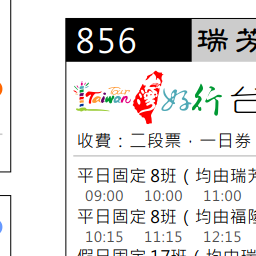 856 瑞芳
Tour Taiwan 好行 台
收費：二段票，一日券
平日固定 8班（均由瑞芳
09:00 10:00 11:00
平日固定 8班（均由福隆
10:15 11:15 12:15
假日固定 17班（均由瑞